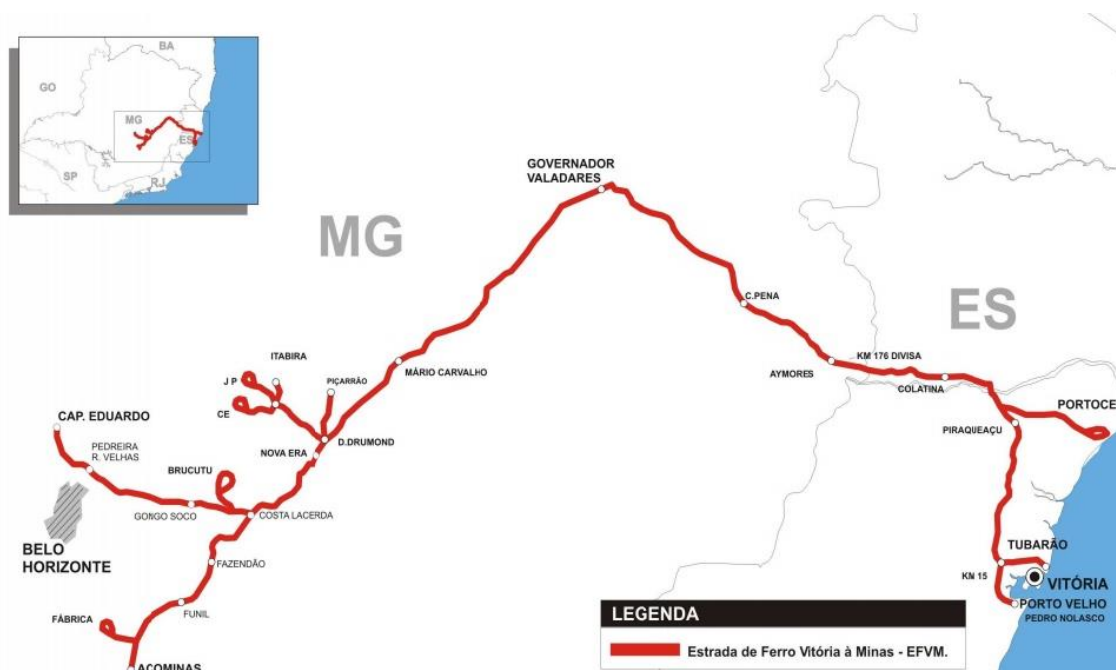 BA
GO
MG
ES
SP
RJ
GOVERNADOR
VALADARES
MG
ES
C.PENA
KM 176 DIVISA
AYMORES
COLATINA
MÁRIO CARVALHO
ITABIRA
J P
PIÇARRÃO
CE
CAP. EDUARDO
D.DRUMOND
PORTOCE
PIRAQUEAÇU
PEDREIRA
R. VELHAS
NOVA ERA
BRUCUTU
GONGO SOCO
COSTA LACERDA
BELO
HORIZONTE
FAZENDÃO
TUBARÃO
KN 15
VITÓRIA
PORTO VELHO
PEDRO NOLASCO
FUNIL
FÁBRICA
AÇOMINAS
LEGENDA
Estrada de Ferro Vitória à Minas - EFVM.